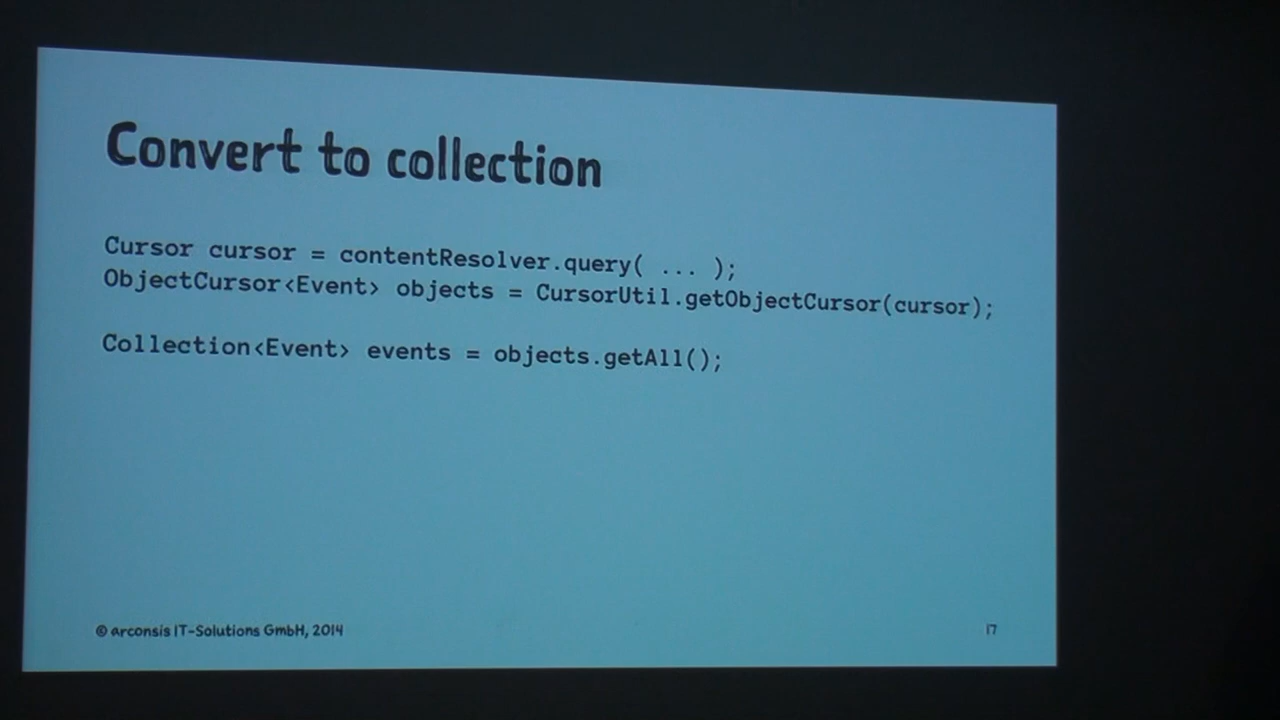 Convert to collection
Cursor cursor = contentResolver.query( ... );
ObjectCursor<Event> objects = CursorUtil.getObjectCursor(cursor);
Collection<Event> events = objects.getAll();
© arconsis IT-Solutions GmbH, 2014
17